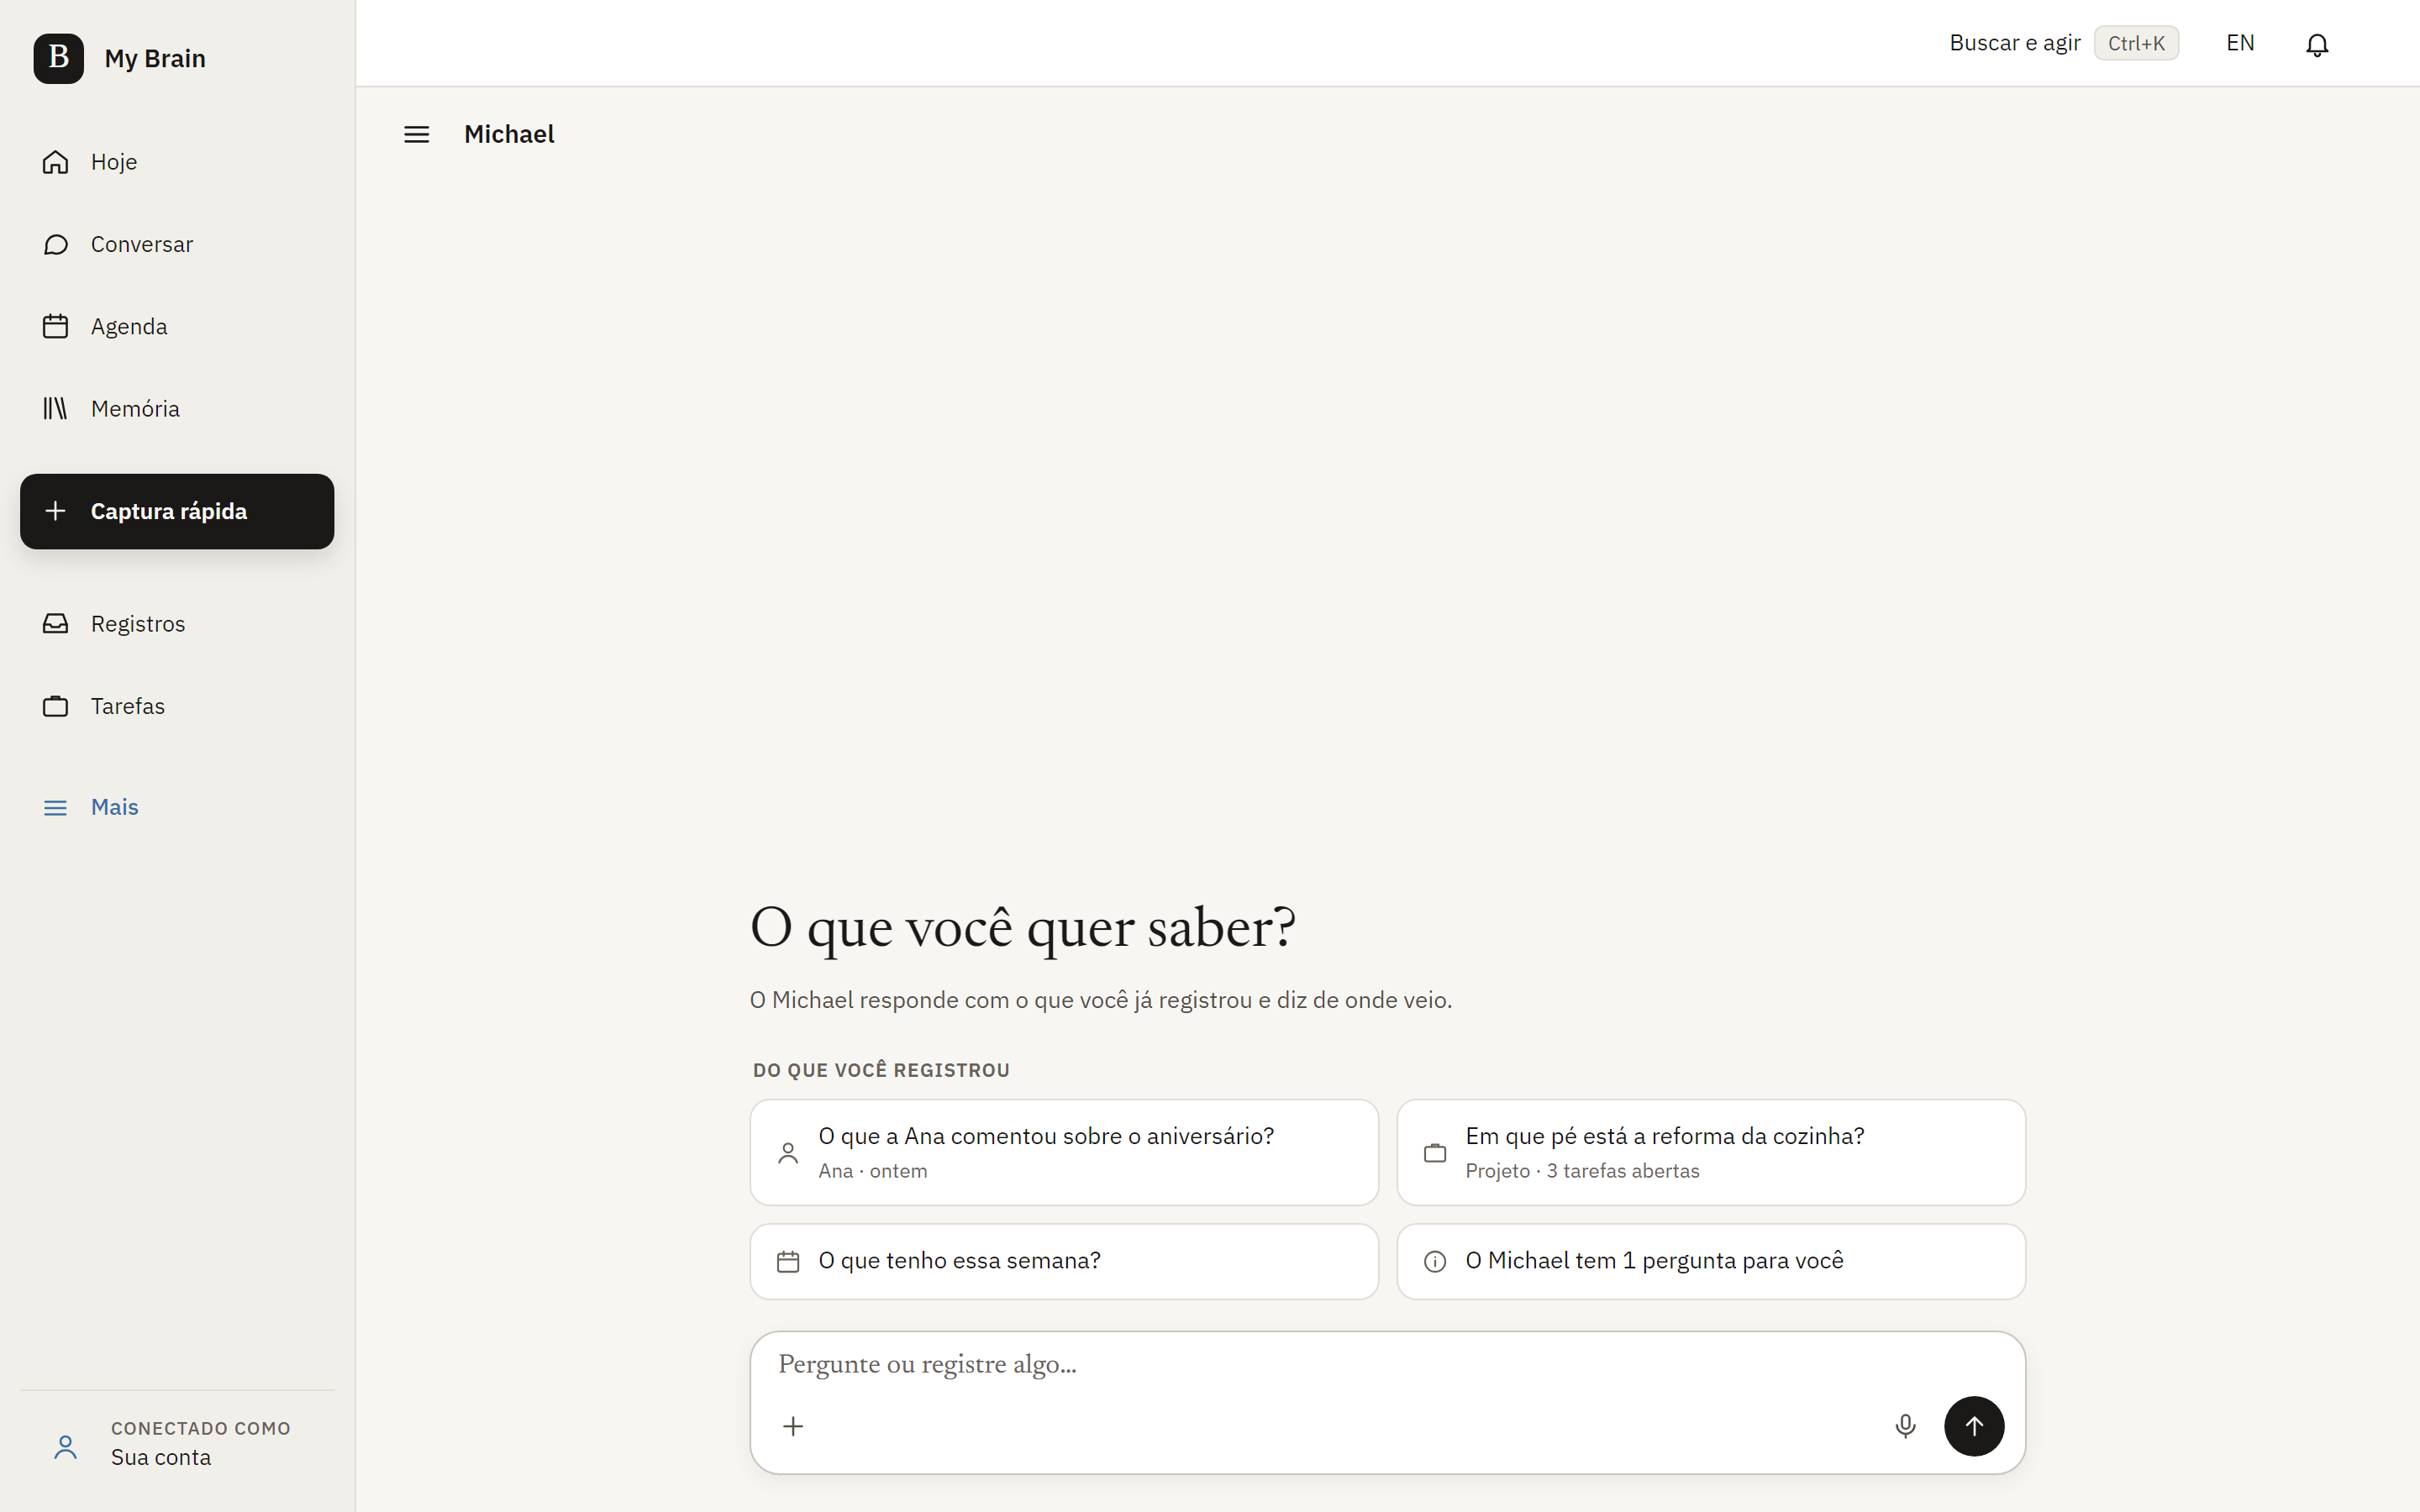 B
My Brain
Hoje
Conversar
Agenda
Memória
Captura rápida
Registros
Tarefas
Mais
CONECTADO COMO
Sua conta
Buscar e agir Ctrl+K EN
Michael
O que você quer saber?
O Michael responde com o que você já registrou e diz de onde veio.
DO QUE VOCÊ REGISTROU
O que a Ana comentou sobre o aniversário?
Ana · ontem
Em que pé está a reforma da cozinha?
Projeto · 3 tarefas abertas
O que tenho essa semana?
O Michael tem 1 pergunta para você
Pergunte ou registre algo...